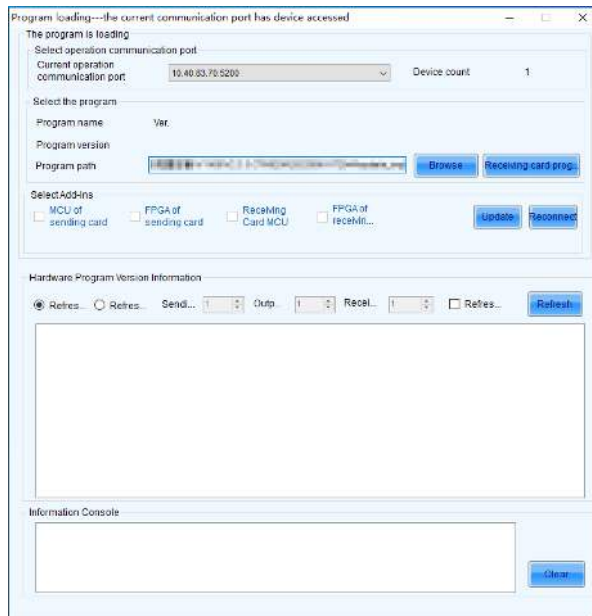 Program loading---the current communication port has device accessed
The program is loading
Select operation communication port
Current operation
communication port
10.40.83.70:5200
Device count
1
Select the program
Program name
Ver.
Program version
Program path
Browse
Receiving card prog...
Select Add-Ins
MCU of
sending card
FPGA of
sending card
Receiving
Card MCU
FPGA of
receivin...
Update
Reconnect
Hardware Program Version Information
Refres...
Refres...
Sendi...
1
Outp...
1
Recei...
1
Refres...
Refresh
Information Console
Clear